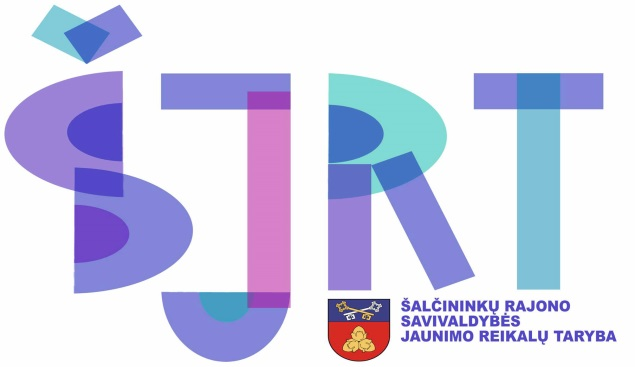 ŠJRT
ŠALČININKŲ RAJONO
SAVIVALDYBĖS
JAUNIMO REIKALŲ TARYBA